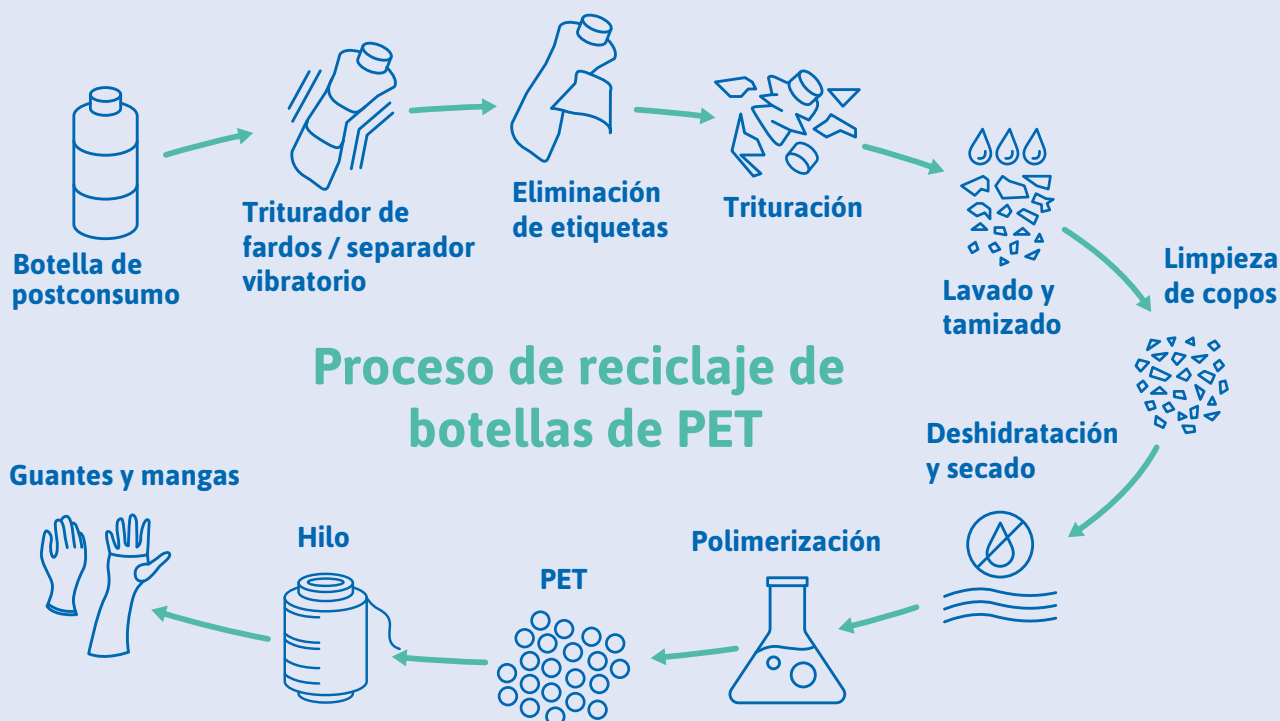 Botella de
postconsumo
Triturador de
fardos / separador
vibratorio
Eliminación
de etiquetas
Trituración
Lavado y
tamizado
Limpieza
de copos
Proceso de reciclaje de
botellas de PET
Deshidratación
y secado
Polimerización
PET
Hilo
Guantes y mangas